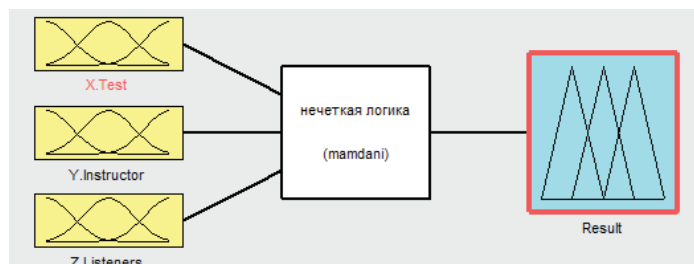 X.Test
нечеткая логика
(mamdani)
Y.Instructor
Result
Z.Listeners